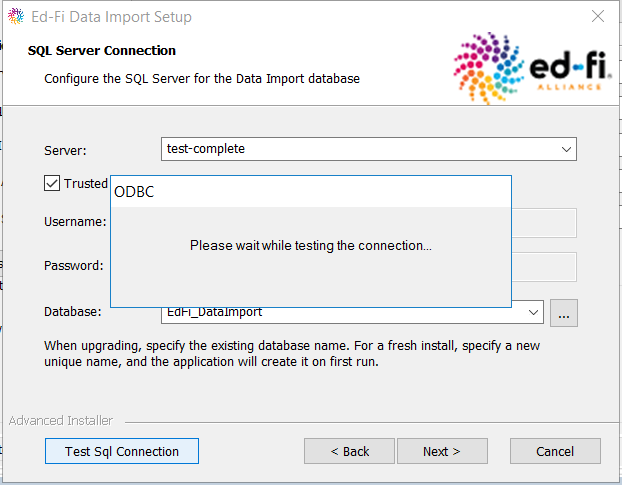 Ed-Fi Data Import Setup
SQL Server Connection
Configure the SQL Server for the Data Import database
ed-fi
ALLIANCE
Server:
test-complete
Trusted
ODBC
Please wait while testing the connection...
Username:
Password:
Database:
EdFi_DataImport
...
When upgrading, specify the existing database name. For a fresh install, specify a new
unique name, and the application will create it on first run.
Advanced Installer
Test Sql Connection
< Back
Next >
Cancel